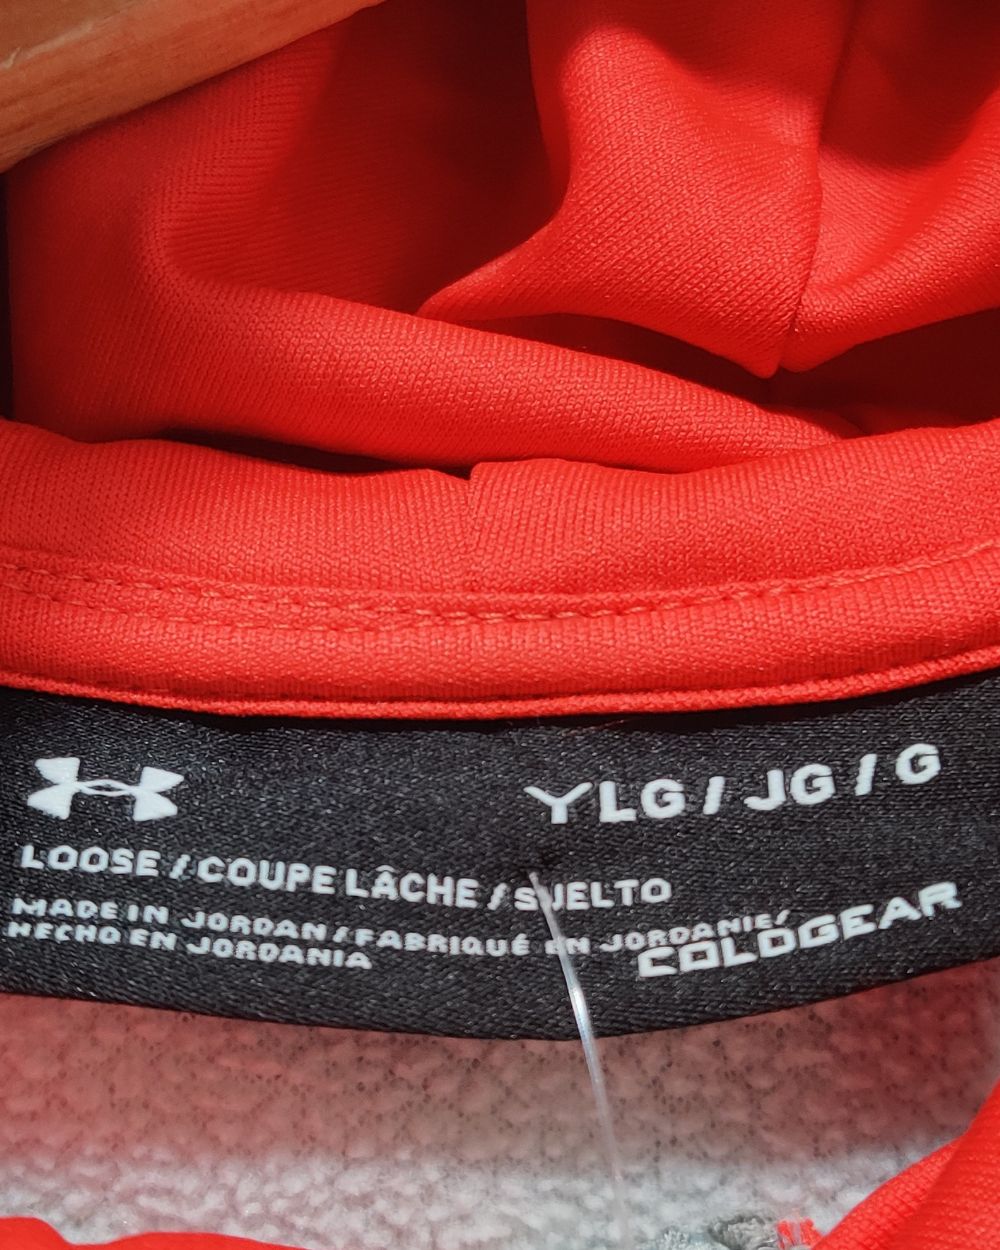 YLG / JG / G
LOOSE / COUPE LÂCHE / SUELTO
MADE IN JORDAN / FABRIQUÉ EN JORDANIE/
HECHO EN JORDANIA
COLDGEAR